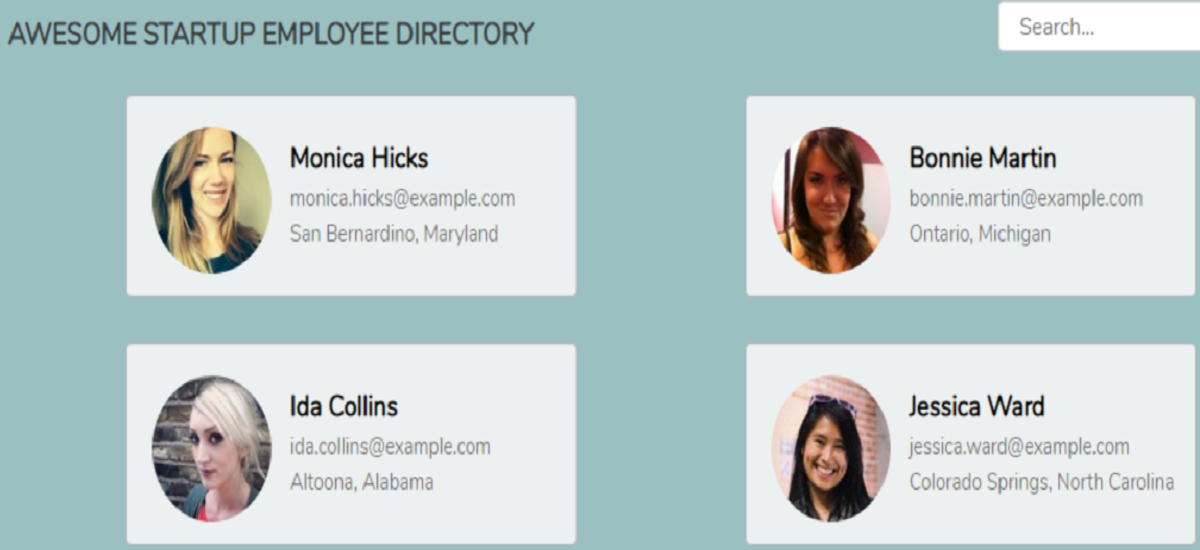 AWESOME STARTUP EMPLOYEE DIRECTORY
Search...
Monica Hicks
monica.hicks@example.com
San Bernardino, Maryland
Bonnie Martin
bonnie.martin@example.com
Ontario, Michigan
Ida Collins
ida.collins@example.com
Altoona, Alabama
Jessica Ward
jessica.ward@example.com
Colorado Springs, North Carolina